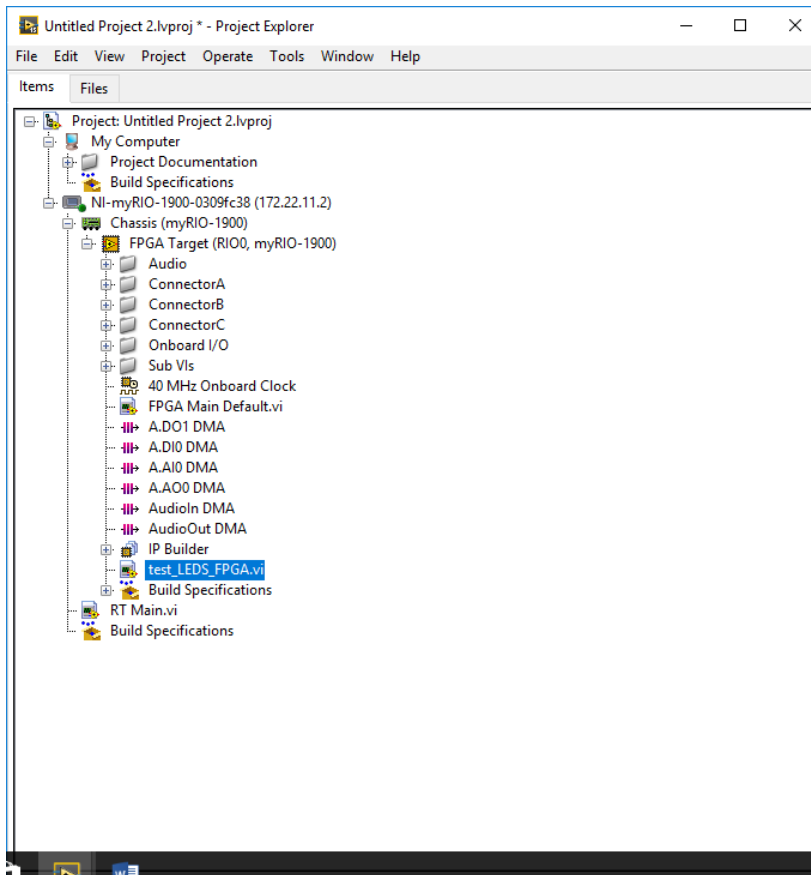 Untitled Project 2.lvproj * - Project Explorer
File Edit View Project Operate Tools Window Help
Items Files
Project: Untitled Project 2.lvproj
My Computer
Project Documentation
Build Specifications
NI-myRIO-1900-0309fc38 (172.22.11.2)
Chassis (myRIO-1900)
FPGA Target (RIO0, myRIO-1900)
Audio
ConnectorA
ConnectorB
ConnectorC
Onboard I/O
Sub VIs
40 MHz Onboard Clock
FPGA Main Default.vi
A.DO1 DMA
A.DI0 DMA
A.AI0 DMA
A.AO0 DMA
AudioIn DMA
AudioOut DMA
IP Builder
test_LEDS_FPGA.vi
Build Specifications
RT Main.vi
Build Specifications